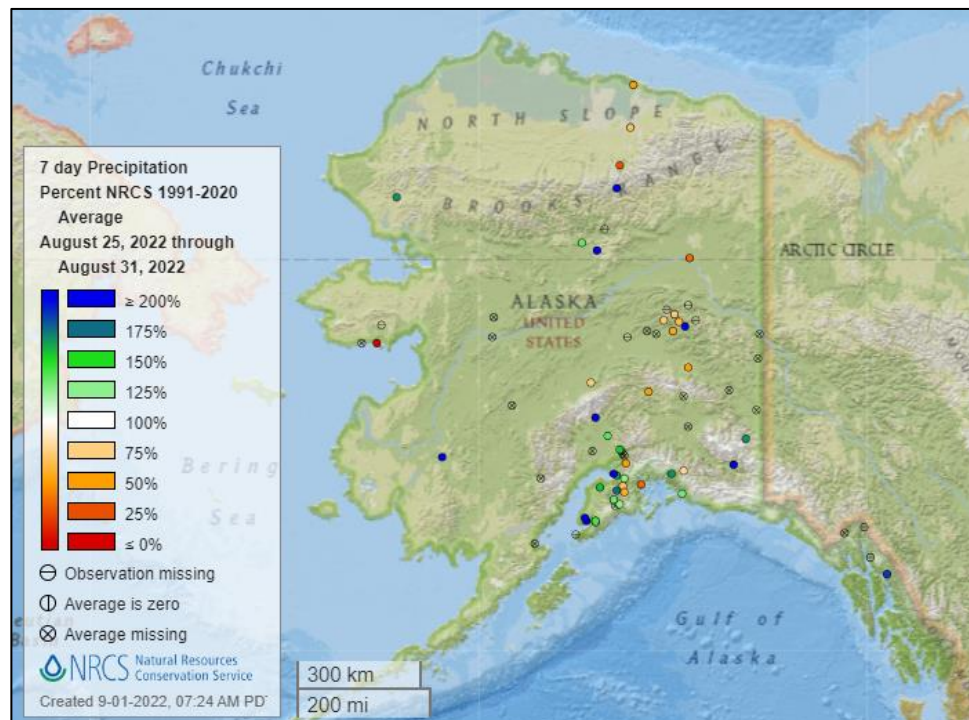 Chukchi
Sea
NORTH SLOPE
BROOKS RANGE
ARCTIC CIRCLE
ALASKA
UNITED
STATES
Bering
Sea
Gulf of
Alaska
7 day Precipitation
Percent NRCS 1991-2020
Average
August 25, 2022 through
August 31, 2022
≥ 200%
175%
150%
125%
100%
75%
50%
25%
≤ 0%
Observation missing
Average is zero
Average missing
NRCS Natural Resources
Conservation Service
Created 9-01-2022, 07:24 AM PD
300 km
200 mi